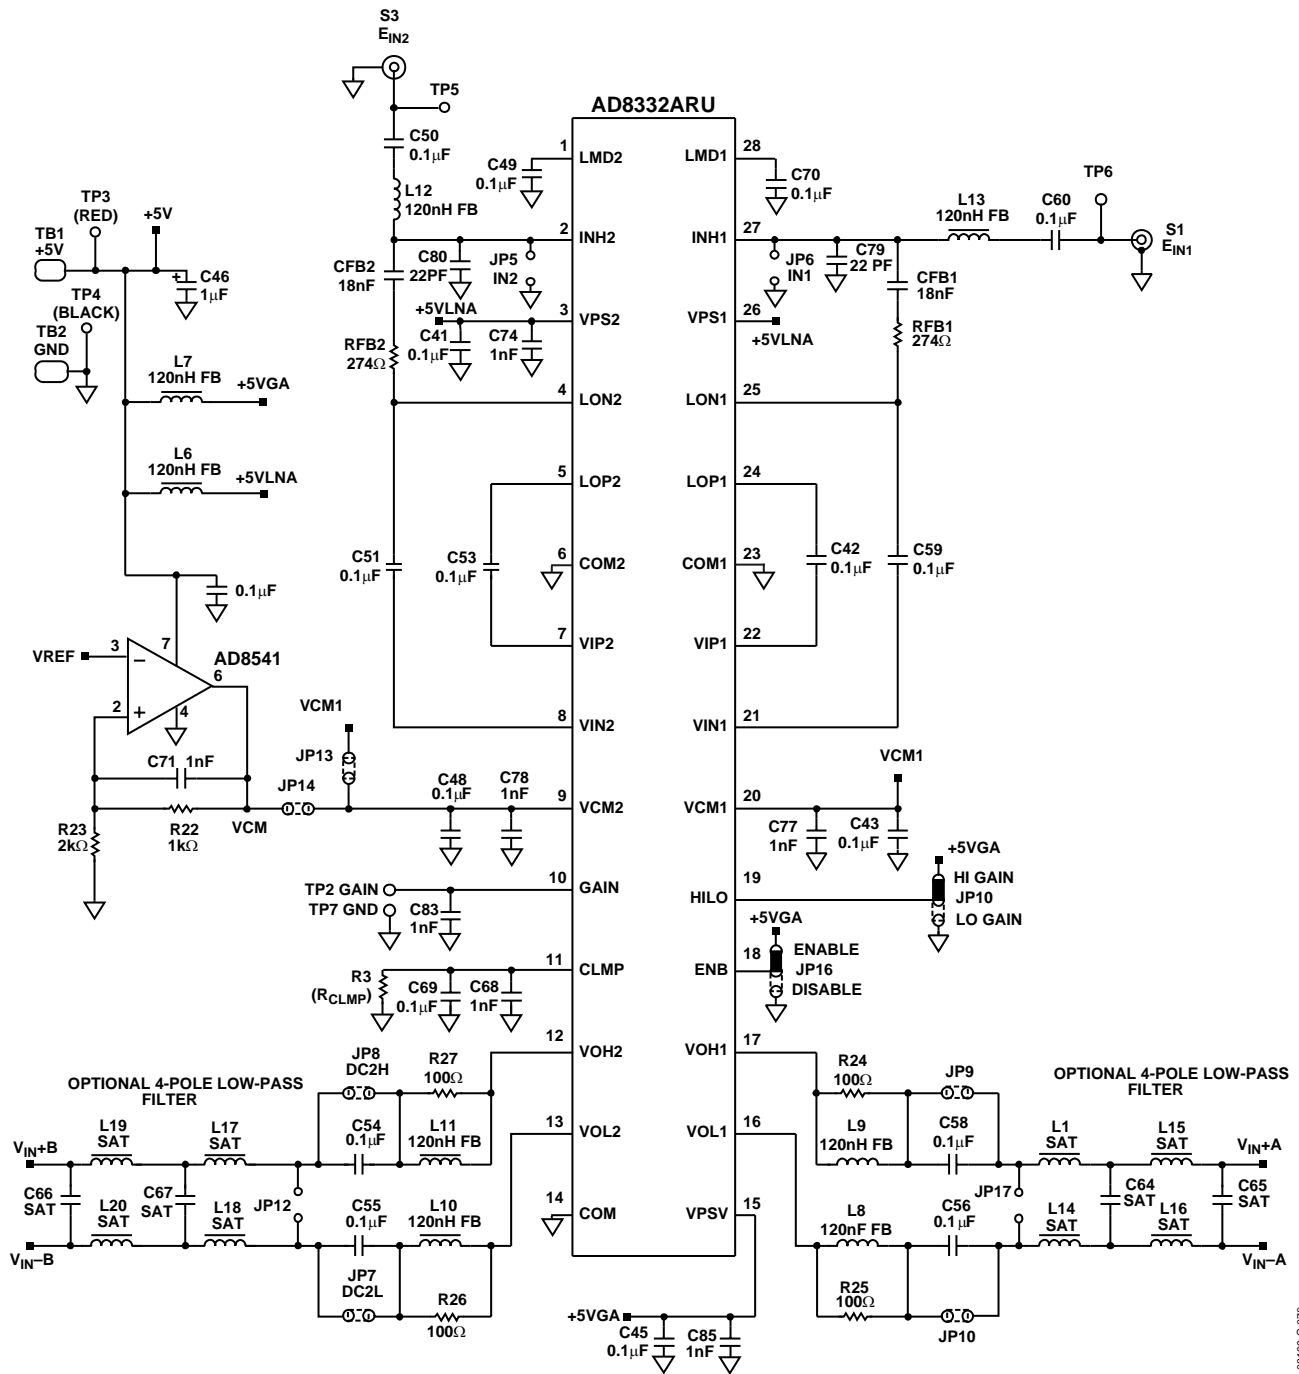 S3
E_IN2
TP5
AD8332ARU
C50
0.1µF
L12
120nH FB
C49
0.1µF
1
LMD2
LMD1
28
C70
0.1µF
TP6
L13
120nH FB
C60
0.1µF
S1
E_IN1
TP3
(RED)
+5V
TB1
+5V
+
C46
1µF
TP4
(BLACK)
TB2
GND
2
INH2
INH1
27
CFB2
18nF
C80
22PF
JP5
IN2
JP6
IN1
C79
22 PF
CFB1
18nF
+5VLNA
3
VPS2
VPS1
26
+5VLNA
RFB2
274Ω
C41
0.1µF
C74
1nF
RFB1
274Ω
L7
120nH FB
+5VGA
4
LON2
LON1
25
L6
120nH FB
+5VLNA
5
LOP2
LOP1
24
C51
0.1µF
C53
0.1µF
6
COM2
COM1
23
C42
0.1µF
C59
0.1µF
0.1µF
7
VIP2
VIP1
22
VREF
3
−
7
AD8541
6
2
+
4
8
VIN2
VIN1
21
VCM1
JP13
C71
1nF
JP14
C48
0.1µF
C78
1nF
9
VCM2
VCM1
20
VCM1
R23
2kΩ
R22
1kΩ
VCM
C77
1nF
C43
0.1µF
TP2 GAIN
TP7 GND
C83
1nF
10
GAIN
HILO
19
+5VGA
HI GAIN
JP10
LO GAIN
R3
(R_CLMP)
C69
0.1µF
C68
1nF
11
CLMP
ENB
18
+5VGA
ENABLE
JP16
DISABLE
12
VOH2
VOH1
17
OPTIONAL 4-POLE LOW-PASS
FILTER
JP8
DC2H
R27
100Ω
R24
100Ω
JP9
OPTIONAL 4-POLE LOW-PASS
FILTER
13
VOL2
VOL1
16
V_IN+B
L19
SAT
L17
SAT
C54
0.1µF
L11
120nH FB
L9
120nH FB
C58
0.1µF
L1
SAT
L15
SAT
V_IN+A
C66
SAT
C67
SAT
JP12
JP17
C64
SAT
C65
SAT
V_IN−B
L20
SAT
L18
SAT
C55
0.1µF
L10
120nH FB
14
COM
VPSV
15
L8
120nF FB
C56
0.1µF
L14
SAT
L16
SAT
V_IN−A
JP7
DC2L
R26
100Ω
R25
100Ω
JP10
+5VGA
C45
0.1µF
C85
1nF